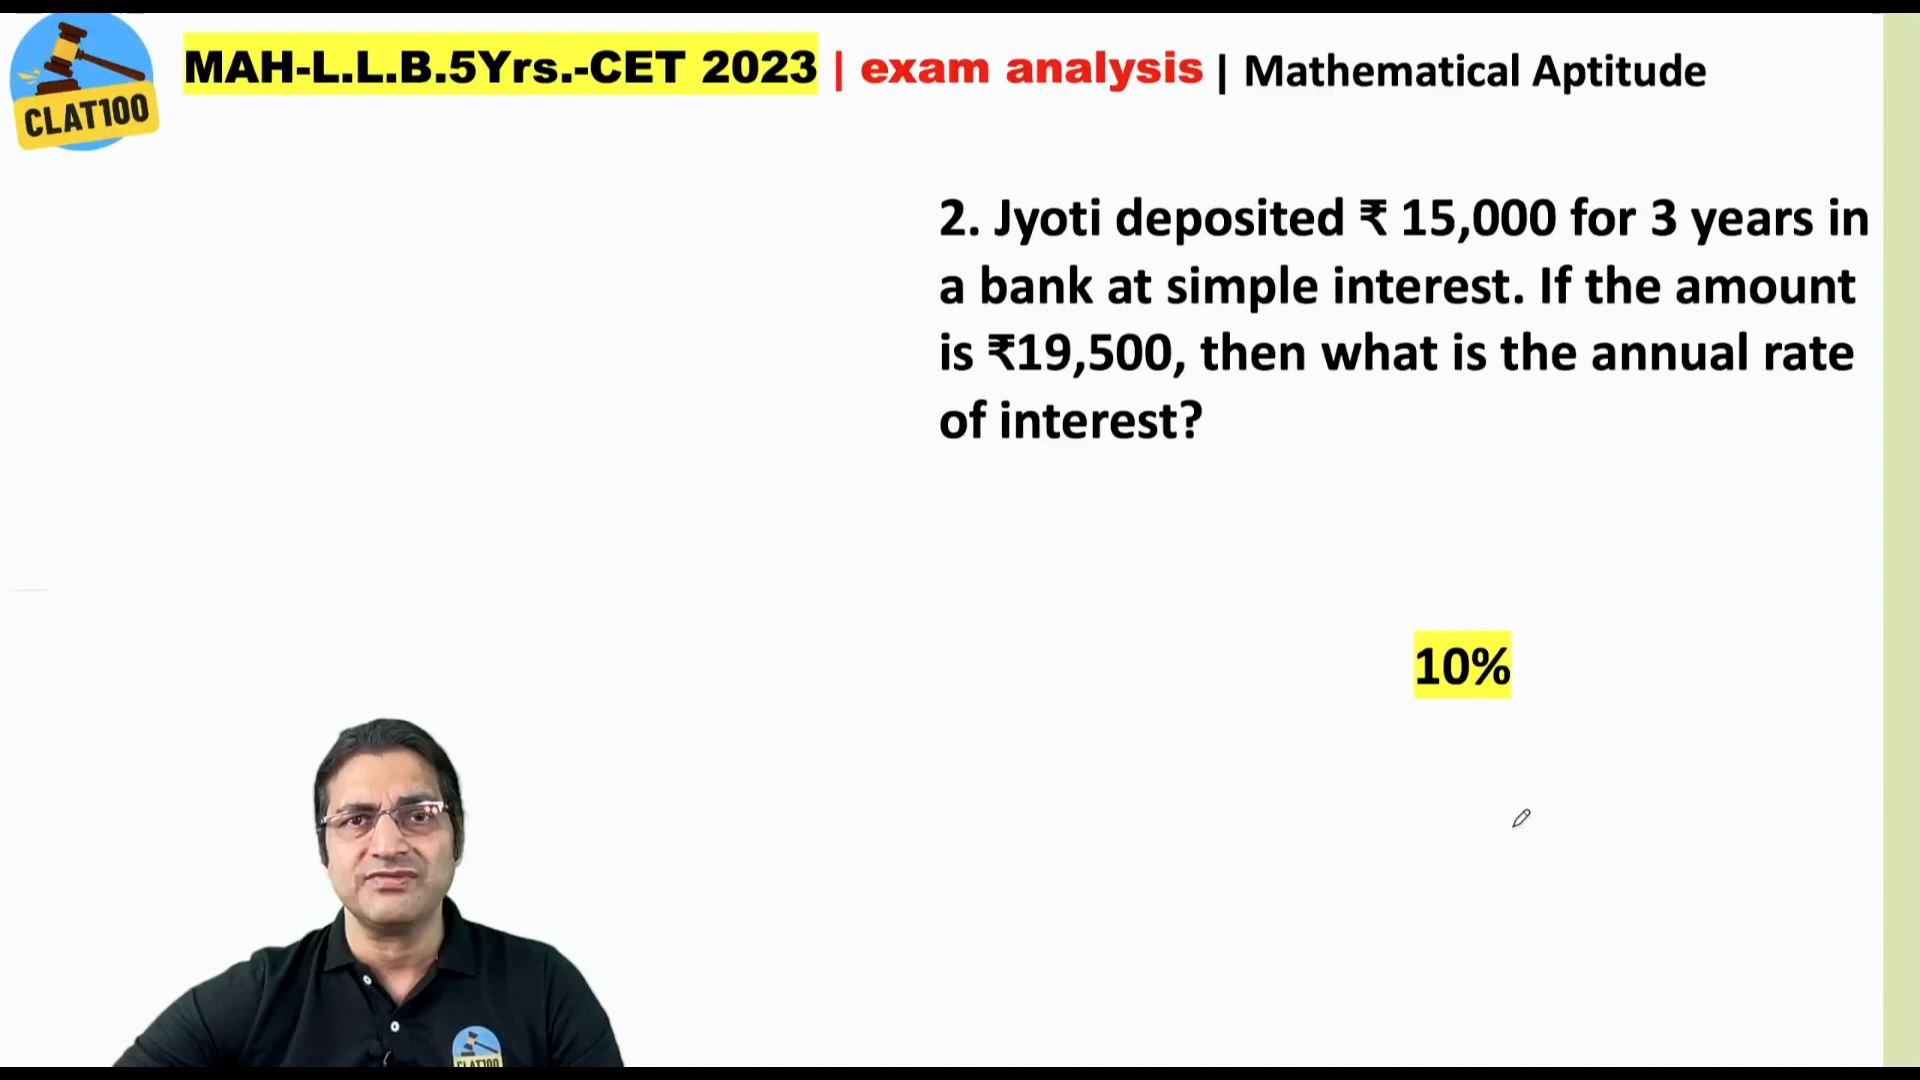 CLAT100
MAH-L.L.B.5Yrs.-CET 2023 | exam analysis | Mathematical Aptitude
2. Jyoti deposited ₹ 15,000 for 3 years in
a bank at simple interest. If the amount
is ₹19,500, then what is the annual rate
of interest?
10%
CLAT100